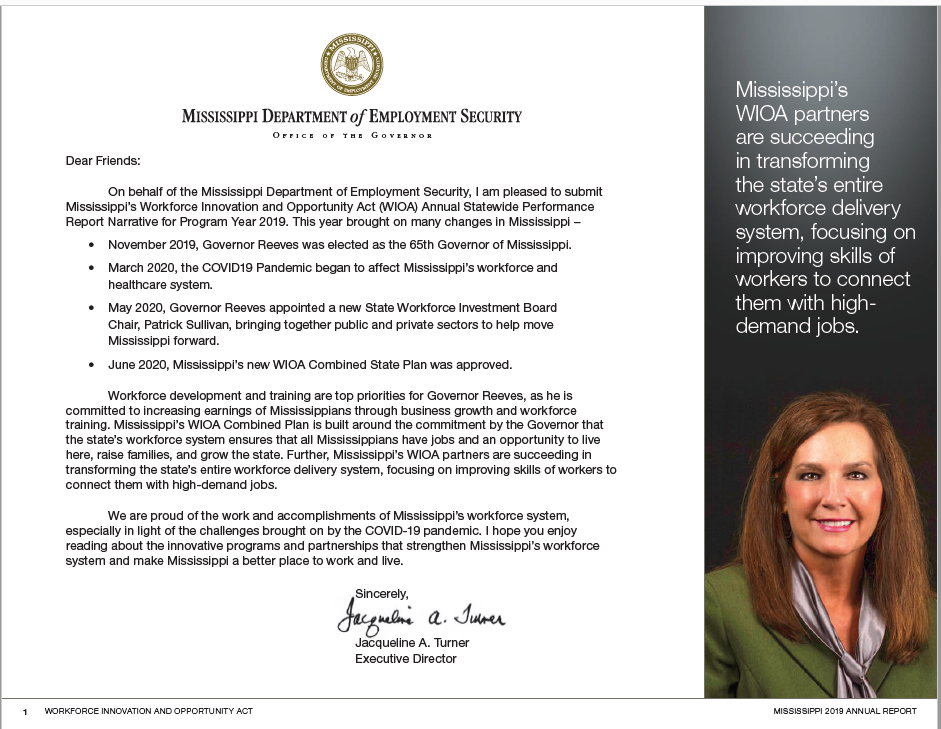 MISSISSIPPI
DEPARTMENT OF EMPLOYMENT SECURITY
MISSISSIPPI DEPARTMENT of EMPLOYMENT SECURITY
OFFICE OF THE GOVERNOR
Dear Friends:
On behalf of the Mississippi Department of Employment Security, I am pleased to submit
Mississippi's Workforce Innovation and Opportunity Act (WIOA) Annual Statewide Performance
Report Narrative for Program Year 2019. This year brought on many changes in Mississippi –
• November 2019, Governor Reeves was elected as the 65th Governor of Mississippi.
• March 2020, the COVID19 Pandemic began to affect Mississippi's workforce and
healthcare system.
• May 2020, Governor Reeves appointed a new State Workforce Investment Board
Chair, Patrick Sullivan, bringing together public and private sectors to help move
Mississippi forward.
• June 2020, Mississippi's new WIOA Combined State Plan was approved.
Workforce development and training are top priorities for Governor Reeves, as he is
committed to increasing earnings of Mississippians through business growth and workforce
training. Mississippi's WIOA Combined Plan is built around the commitment by the Governor that
the state's workforce system ensures that all Mississippians have jobs and an opportunity to live
here, raise families, and grow the state. Further, Mississippi's WIOA partners are succeeding in
transforming the state's entire workforce delivery system, focusing on improving skills of workers to
connect them with high-demand jobs.
We are proud of the work and accomplishments of Mississippi's workforce system,
especially in light of the challenges brought on by the COVID-19 pandemic. I hope you enjoy
reading about the innovative programs and partnerships that strengthen Mississippi's workforce
system and make Mississippi a better place to work and live.
Sincerely,
Jacqueline A. Turner
Jacqueline A. Turner
Executive Director
Mississippi's
WIOA partners
are succeeding
in transforming
the state's entire
workforce delivery
system, focusing on
improving skills of
workers to connect
them with high-
demand jobs.
1 WORKFORCE INNOVATION AND OPPORTUNITY ACT
MISSISSIPPI 2019 ANNUAL REPORT